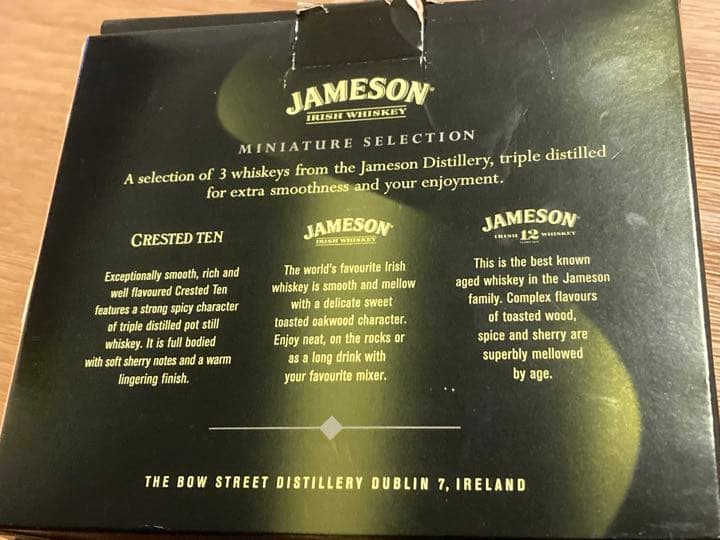 JAMESON
IRISH WHISKEY
MINIATURE SELECTION
A selection of 3 whiskeys from the Jameson Distillery, triple distilled
for extra smoothness and your enjoyment.
CRESTED TEN
Exceptionally smooth, rich and
well flavoured Crested Ten
features a strong spicy character
of triple distilled pot still
whiskey. It is full bodied
with soft sherry notes and a warm
lingering finish.
JAMESON
IRISH WHISKEY
The world's favourite Irish
whiskey is smooth and mellow
with a delicate sweet
toasted oakwood character.
Enjoy neat, on the rocks or
as a long drink with
your favourite mixer.
JAMESON
IRISH 12 WHISKEY
This is the best known
aged whiskey in the Jameson
family. Complex flavours
of toasted wood,
spice and sherry are
superbly mellowed
by age.
THE BOW STREET DISTILLERY DUBLIN 7, IRELAND